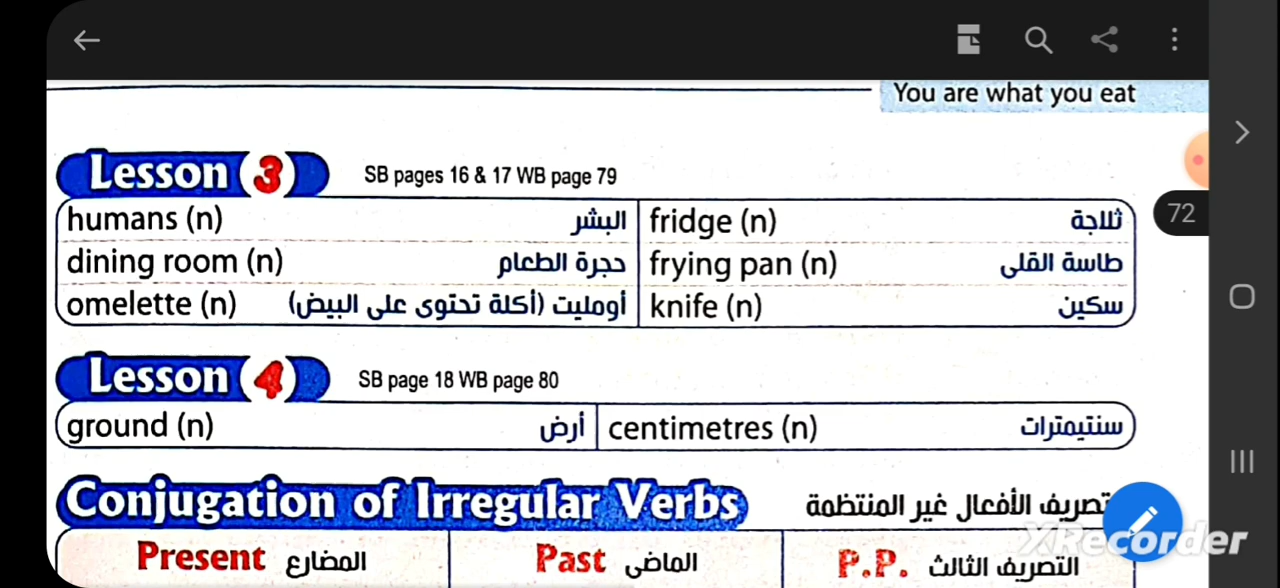 You are what you eat
Lesson (3) SB pages 16 & 17 WB page 79
humans (n) البشر fridge (n) ثلاجة
dining room (n) حجرة الطعام frying pan (n) طاسة القلى
omelette (n) أومليت (أكلة تحتوى على البيض) knife (n) سكين
72
Lesson (4) SB page 18 WB page 80
ground (n) أرض centimetres (n) سنتيمترات
Conjugation of Irregular Verbs تصريف الأفعال غير المنتظمة
Present المضارع Past الماضى P.P. التصريف الثالث
XRecorder